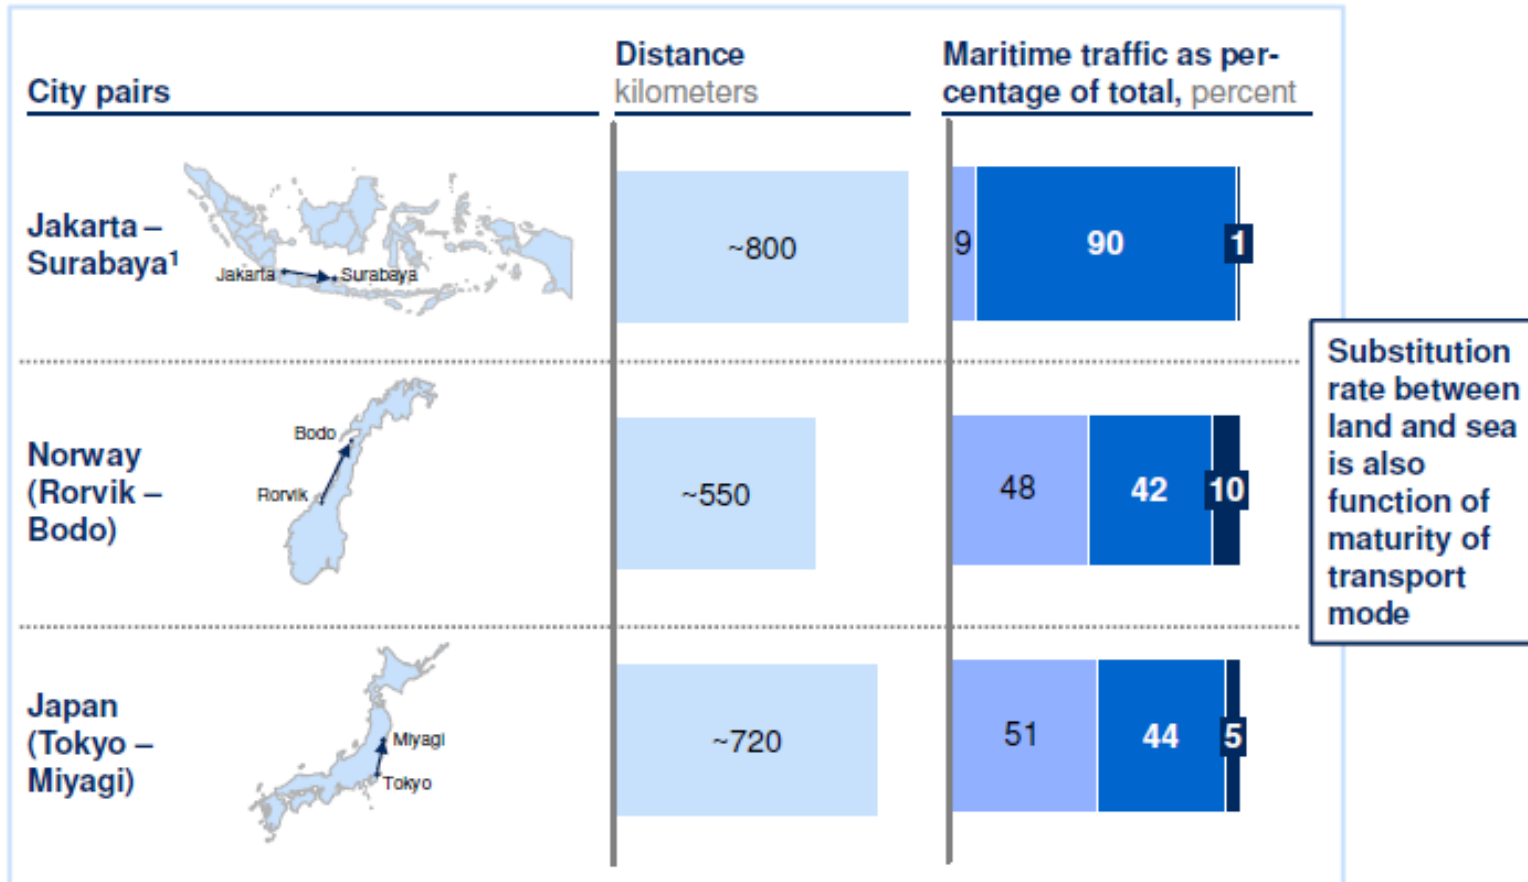 City pairs
Distance
kilometers
Maritime traffic as per-
centage of total, percent
Jakarta –
Surabaya¹
Jakarta
Surabaya
~800
9
90
1
Norway
(Rorvik –
Bodo)
Bodo
Rorvik
~550
48
42
10
Japan
(Tokyo –
Miyagi)
Miyagi
Tokyo
~720
51
44
5
Substitution
rate between
land and sea
is also
function of
maturity of
transport
mode